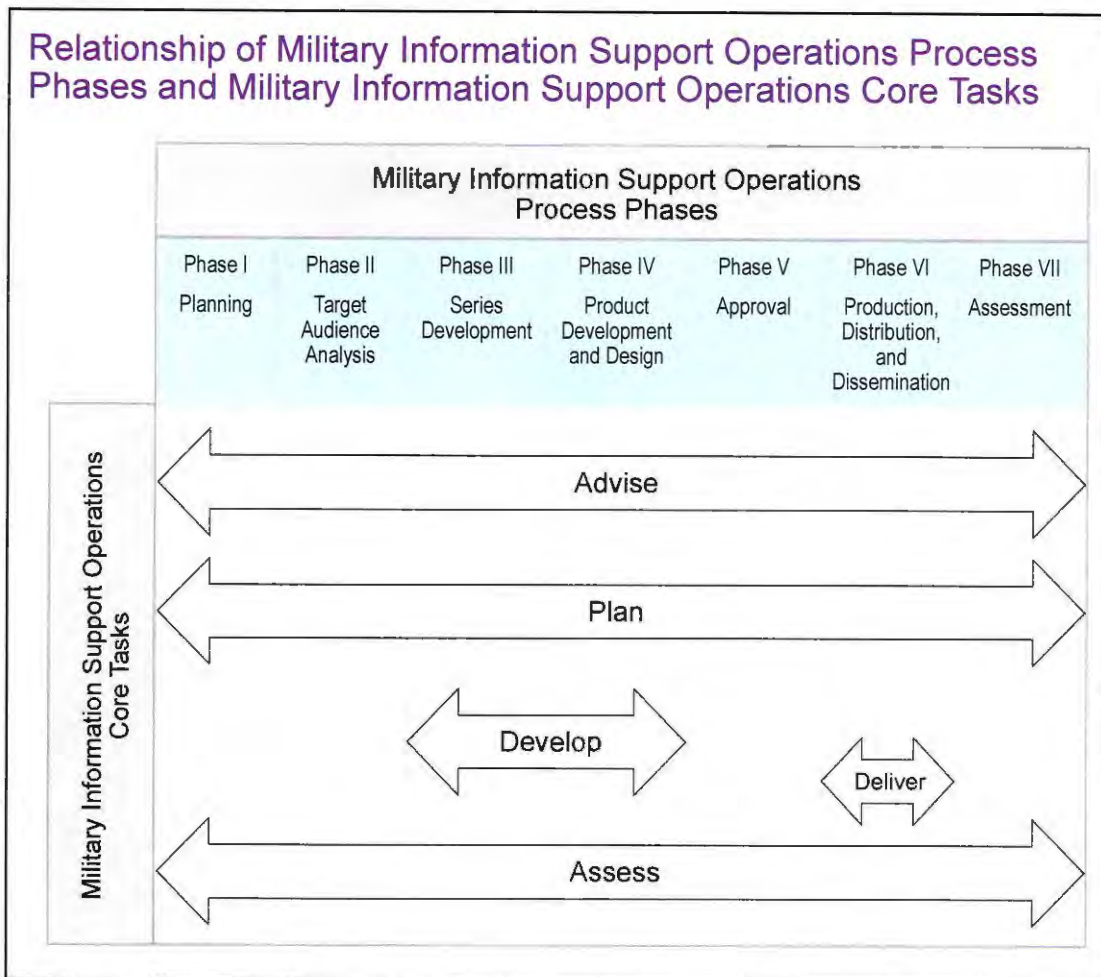 Relationship of Military Information Support Operations Process
Phases and Military Information Support Operations Core Tasks
Military Information Support Operations
Process Phases
Phase I
Planning
Phase II
Target
Audience
Analysis
Phase III
Series
Development
Phase IV
Product
Development
and Design
Phase V
Approval
Phase VI
Production,
Distribution,
and
Dissemination
Phase VII
Assessment
Military Information Support Operations
Core Tasks
Advise
Plan
Develop
Deliver
Assess